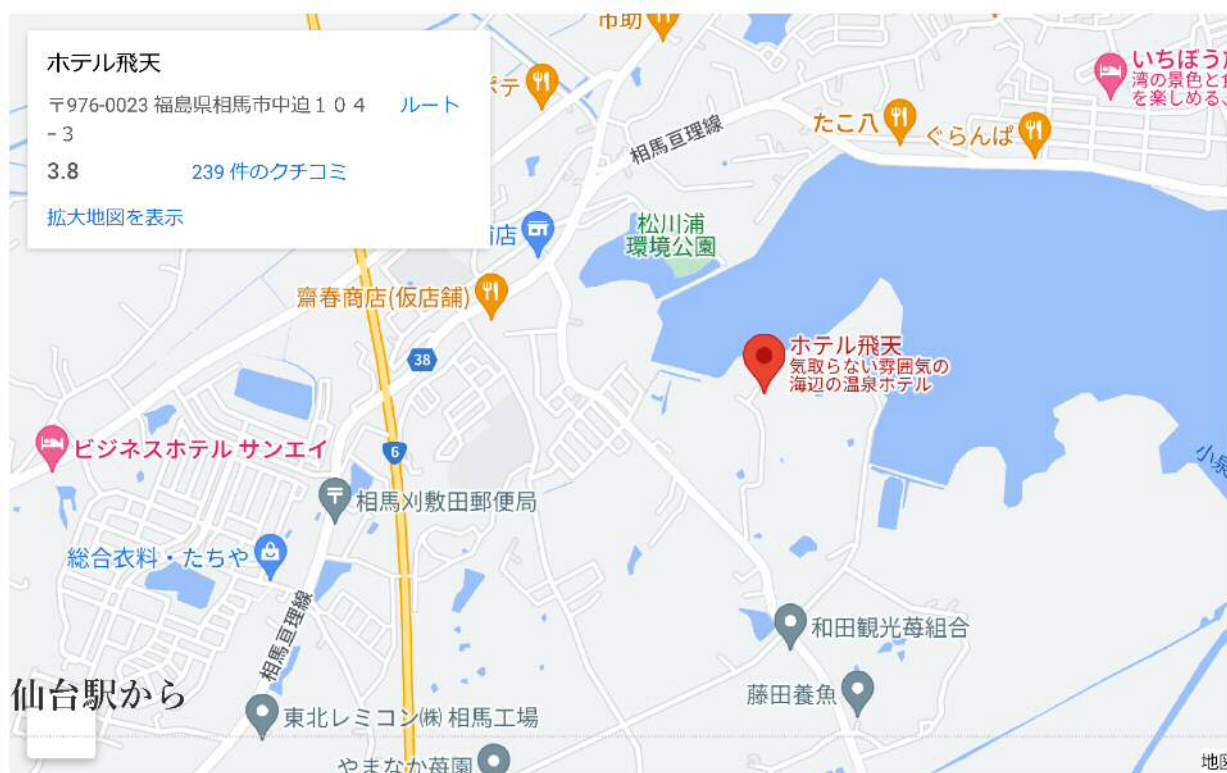 ホテル飛天
〒976-0023 福島県相馬市中迫１０４
－３
ルート
3.8
239 件のクチコミ
拡大地図を表示
市助
いちぼう
湾の景色と
を楽しめる
たこ八
ぐらんぱ
相馬亘理線
松川浦
環境公園
店
齋春商店(仮店舗)
ホテル飛天
気取らない雰囲気の
海辺の温泉ホテル
38
6
ビジネスホテル サンエイ
小泉
相馬刈敷田郵便局
総合衣料・たちや
相馬亘理線
和田観光苺組合
藤田養魚
仙台駅から
東北レミコン㈱ 相馬工場
やまなか苺園
地図